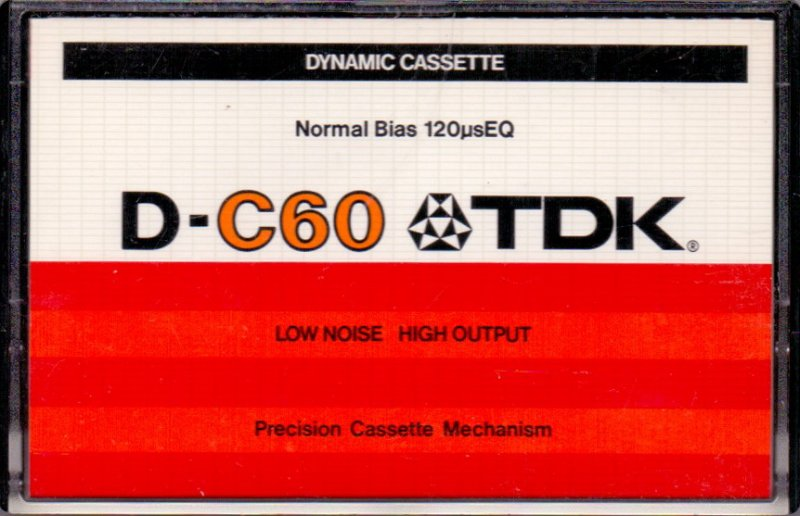 DYNAMIC CASSETTE
Normal Bias 120µsEQ
D-C60 TDK®
LOW NOISE HIGH OUTPUT
Precision Cassette Mechanism